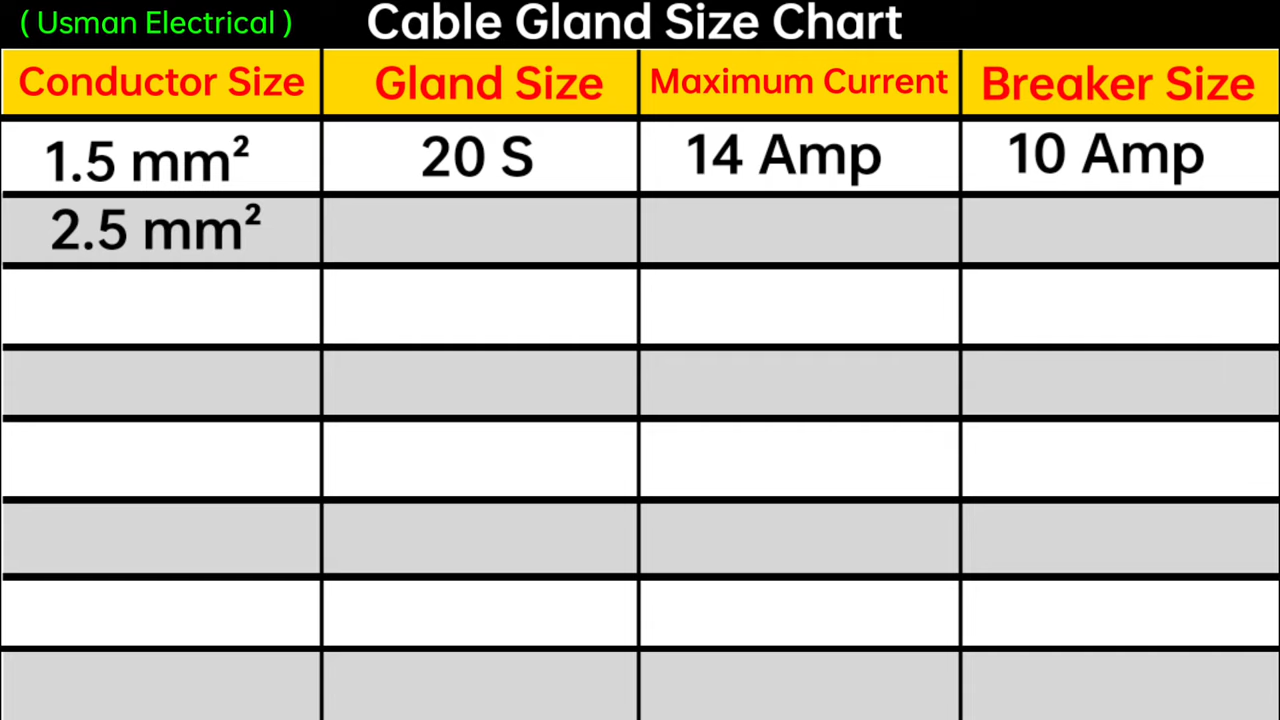 ( Usman Electrical ) Cable Gland Size Chart
Conductor Size Gland Size Maximum Current Breaker Size
1.5 mm² 20 S 14 Amp 10 Amp
2.5 mm²